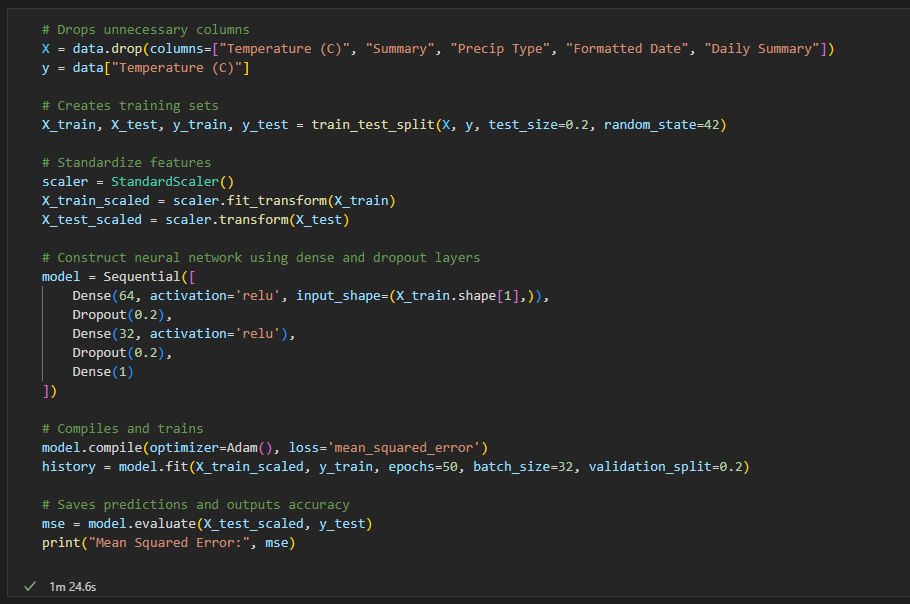 # Drops unnecessary columns
X = data.drop(columns=["Temperature (C)", "Summary", "Precip Type", "Formatted Date", "Daily Summary"])
y = data["Temperature (C)"]
# Creates training sets
X_train, X_test, y_train, y_test = train_test_split(X, y, test_size=0.2, random_state=42)
# Standardize features
scaler = StandardScaler()
X_train_scaled = scaler.fit_transform(X_train)
X_test_scaled = scaler.transform(X_test)
# Construct neural network using dense and dropout layers
model = Sequential([
    Dense(64, activation='relu', input_shape=(X_train.shape[1],)),
    Dropout(0.2),
    Dense(32, activation='relu'),
    Dropout(0.2),
    Dense(1)
])
# Compiles and trains
model.compile(optimizer=Adam(), loss='mean_squared_error')
history = model.fit(X_train_scaled, y_train, epochs=50, batch_size=32, validation_split=0.2)
# Saves predictions and outputs accuracy
mse = model.evaluate(X_test_scaled, y_test)
print("Mean Squared Error:", mse)
1m 24.6s